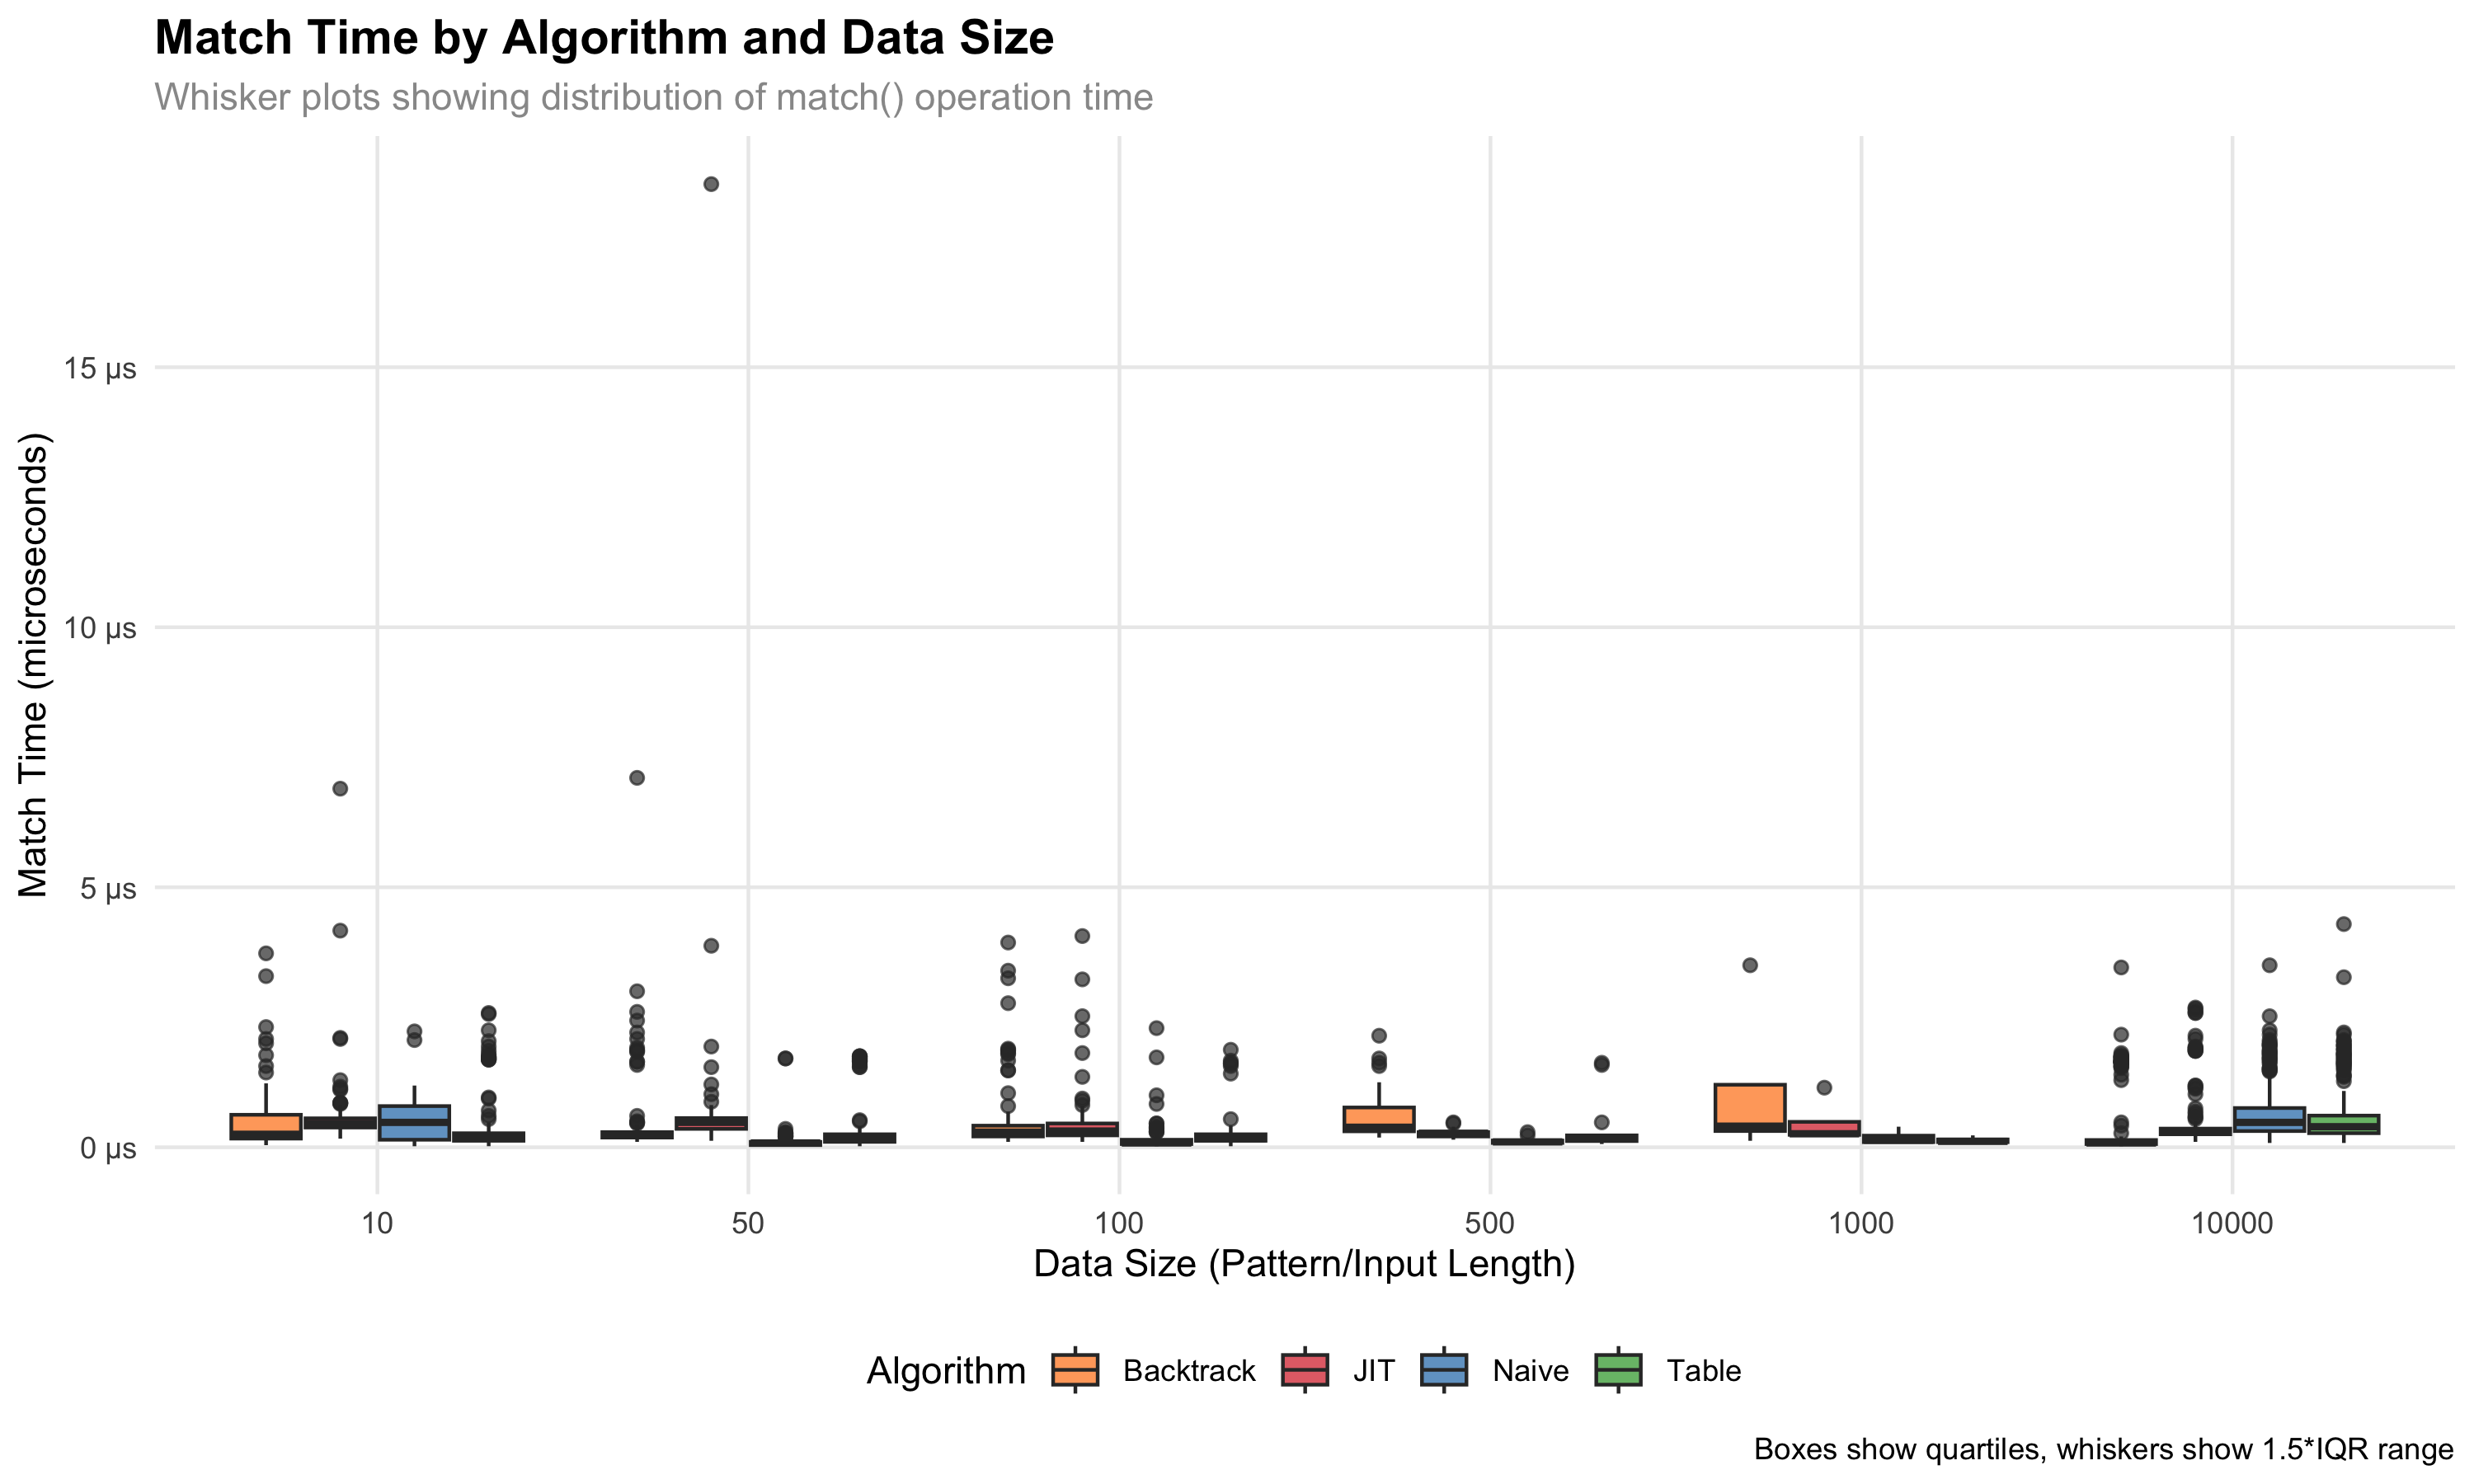 Match Time by Algorithm and Data Size
Whisker plots showing distribution of match() operation time
Match Time (microseconds)
15 µs
10 µs
5 µs
0 µs
10 50 100 500 1000 10000
Data Size (Pattern/Input Length)
Algorithm Backtrack JIT Naive Table
Boxes show quartiles, whiskers show 1.5*IQR range